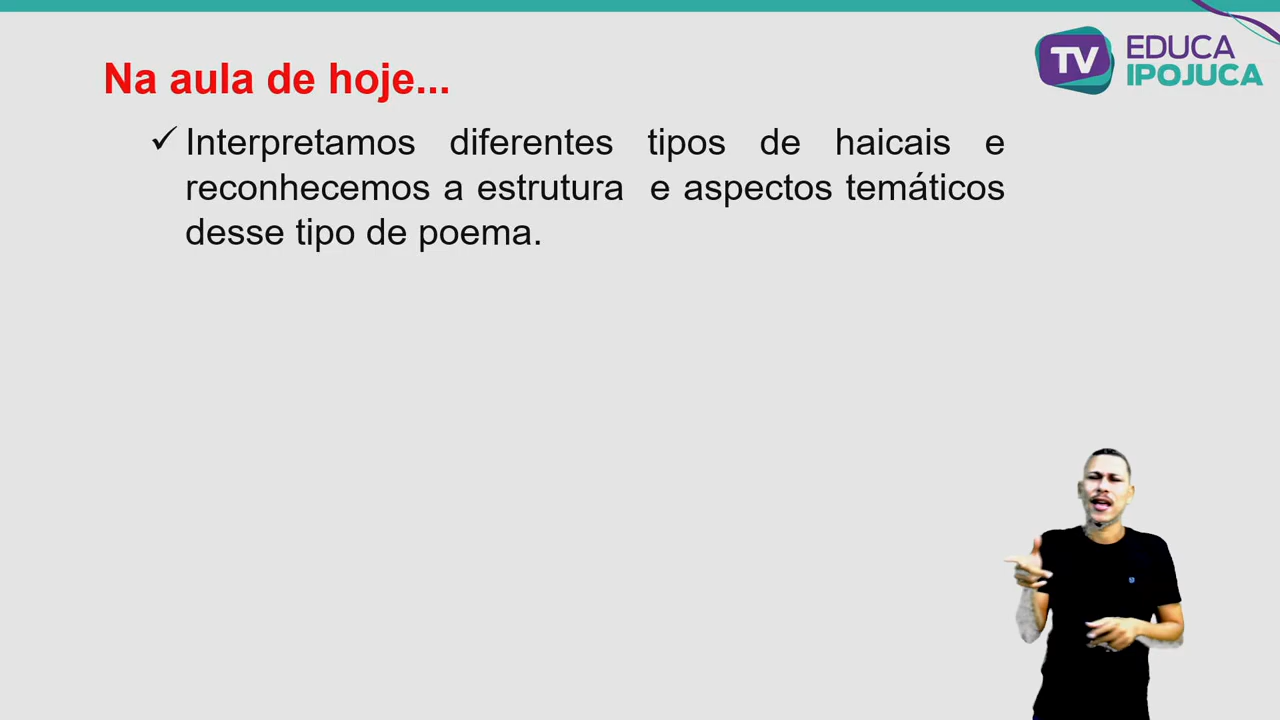 Na aula de hoje...
TV EDUCA
IPOJUCA
✓ Interpretamos diferentes tipos de haicais e
reconhecemos a estrutura e aspectos temáticos
desse tipo de poema.